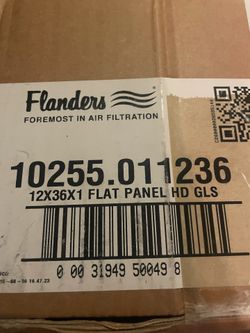 Flanders
FOREMOST IN AIR FILTRATION
10255.011236
12X36X1 FLAT PANEL HD GLS
0 00 31949 50049 8